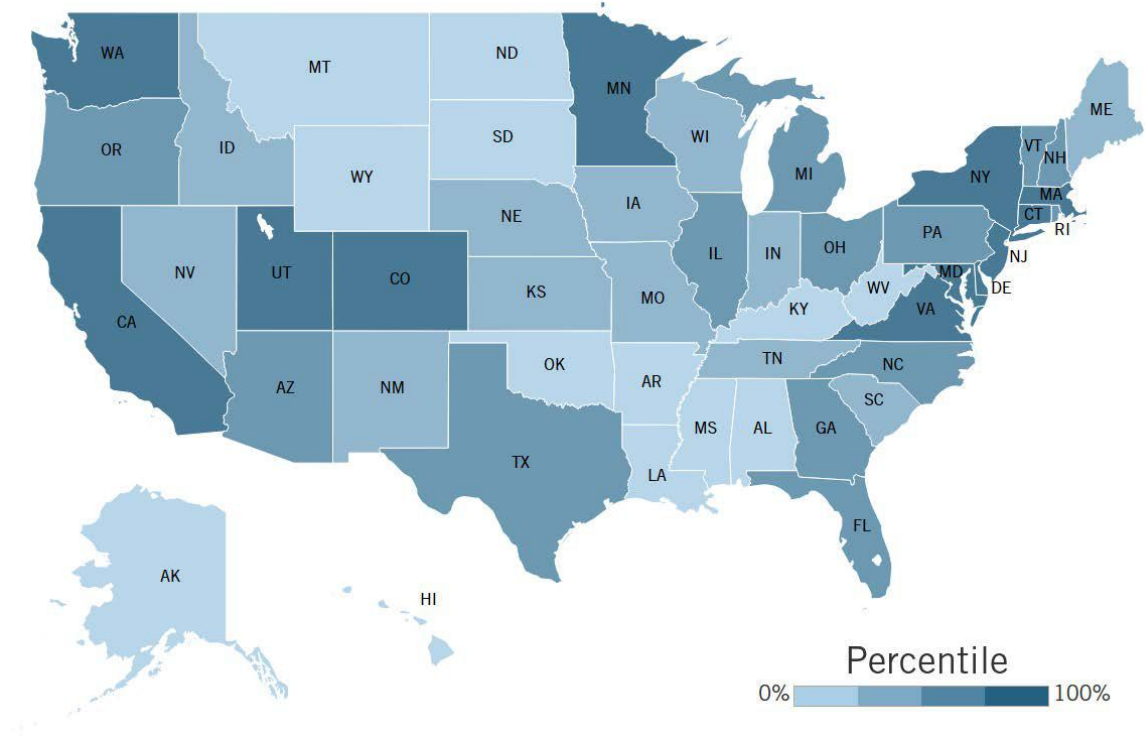 WA
MT
ND
MN
ME
OR
ID
SD
WI
VT
NH
WY
MI
NY
MA
CT
RI
NE
IA
PA
NV
UT
CO
IL
IN
OH
NJ
KS
MO
WV
MD
DE
CA
KY
VA
AZ
NM
OK
AR
TN
NC
SC
MS
AL
GA
TX
LA
FL
AK
HI
Percentile
0% 100%